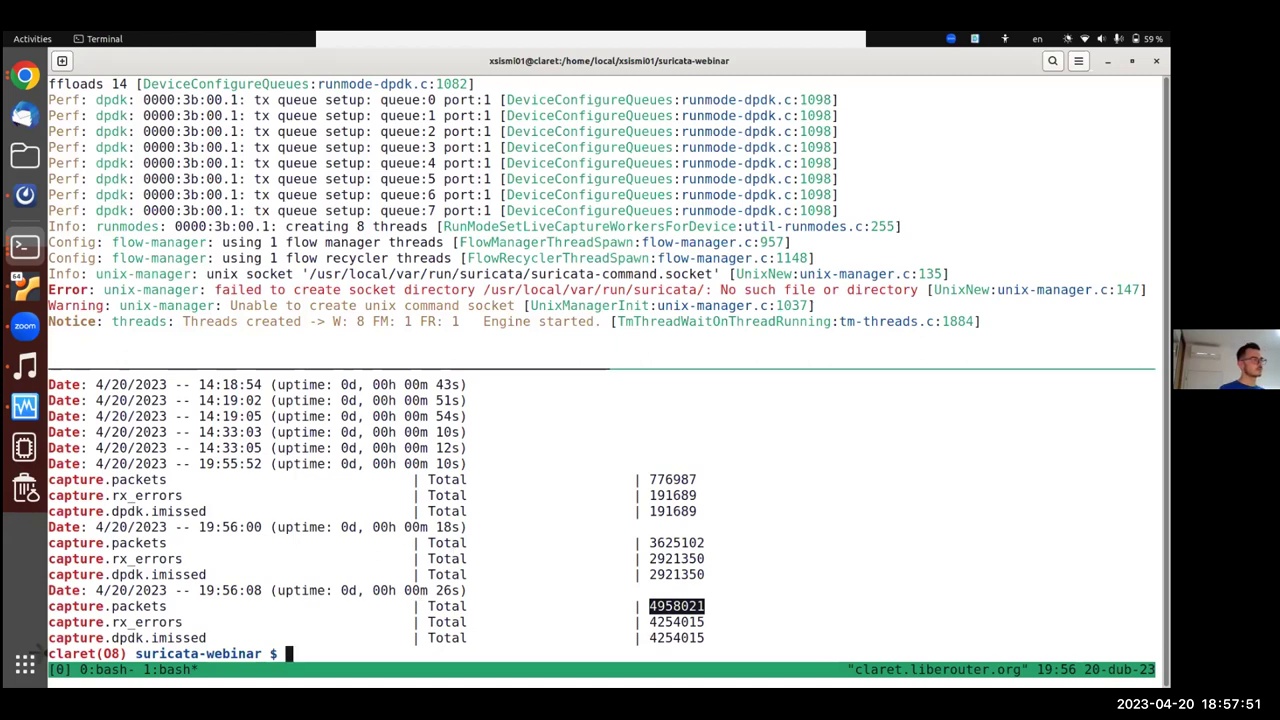 Activities Terminal en 59 %
xsismi01@claret:/home/local/xsismi01/suricata-webinar
ffloads 14 [DeviceConfigureQueues:runmode-dpdk.c:1082]
Perf: dpdk: 0000:3b:00.1: tx queue setup: queue:0 port:1 [DeviceConfigureQueues:runmode-dpdk.c:1098]
Perf: dpdk: 0000:3b:00.1: tx queue setup: queue:1 port:1 [DeviceConfigureQueues:runmode-dpdk.c:1098]
Perf: dpdk: 0000:3b:00.1: tx queue setup: queue:2 port:1 [DeviceConfigureQueues:runmode-dpdk.c:1098]
Perf: dpdk: 0000:3b:00.1: tx queue setup: queue:3 port:1 [DeviceConfigureQueues:runmode-dpdk.c:1098]
Perf: dpdk: 0000:3b:00.1: tx queue setup: queue:4 port:1 [DeviceConfigureQueues:runmode-dpdk.c:1098]
Perf: dpdk: 0000:3b:00.1: tx queue setup: queue:5 port:1 [DeviceConfigureQueues:runmode-dpdk.c:1098]
Perf: dpdk: 0000:3b:00.1: tx queue setup: queue:6 port:1 [DeviceConfigureQueues:runmode-dpdk.c:1098]
Perf: dpdk: 0000:3b:00.1: tx queue setup: queue:7 port:1 [DeviceConfigureQueues:runmode-dpdk.c:1098]
Info: runmodes: 0000:3b:00.1: creating 8 threads [RunModeSetLiveCaptureWorkersForDevice:util-runmodes.c:255]
Config: flow-manager: using 1 flow manager threads [FlowManagerThreadSpawn:flow-manager.c:957]
Config: flow-manager: using 1 flow recycler threads [FlowRecyclerThreadSpawn:flow-manager.c:1148]
Info: unix-manager: unix socket '/usr/local/var/run/suricata/suricata-command.socket' [UnixNew:unix-manager.c:135]
Error: unix-manager: failed to create socket directory /usr/local/var/run/suricata/: No such file or directory [UnixNew:unix-manager.c:147]
Warning: unix-manager: Unable to create unix command socket [UnixManagerInit:unix-manager.c:1037]
Notice: threads: Threads created -> W: 8 FM: 1 FR: 1 Engine started. [TmThreadWaitOnThreadRunning:tm-threads.c:1884]
Date: 4/20/2023 -- 14:18:54 (uptime: 0d, 00h 00m 43s)
Date: 4/20/2023 -- 14:19:02 (uptime: 0d, 00h 00m 51s)
Date: 4/20/2023 -- 14:19:05 (uptime: 0d, 00h 00m 54s)
Date: 4/20/2023 -- 14:33:03 (uptime: 0d, 00h 00m 10s)
Date: 4/20/2023 -- 14:33:05 (uptime: 0d, 00h 00m 12s)
Date: 4/20/2023 -- 19:55:52 (uptime: 0d, 00h 00m 10s)
capture.packets | Total | 776987
capture.rx_errors | Total | 191689
capture.dpdk.imissed | Total | 191689
Date: 4/20/2023 -- 19:56:00 (uptime: 0d, 00h 00m 18s)
capture.packets | Total | 3625102
capture.rx_errors | Total | 2921350
capture.dpdk.imissed | Total | 2921350
Date: 4/20/2023 -- 19:56:08 (uptime: 0d, 00h 00m 26s)
capture.packets | Total | 4958021
capture.rx_errors | Total | 4254015
capture.dpdk.imissed | Total | 4254015
claret(O8) suricata-webinar $
[0] 0:bash- 1:bash* "claret.liberouter.org" 19:56 20-dub-23
zoom
64
2023-04-20 18:57:51